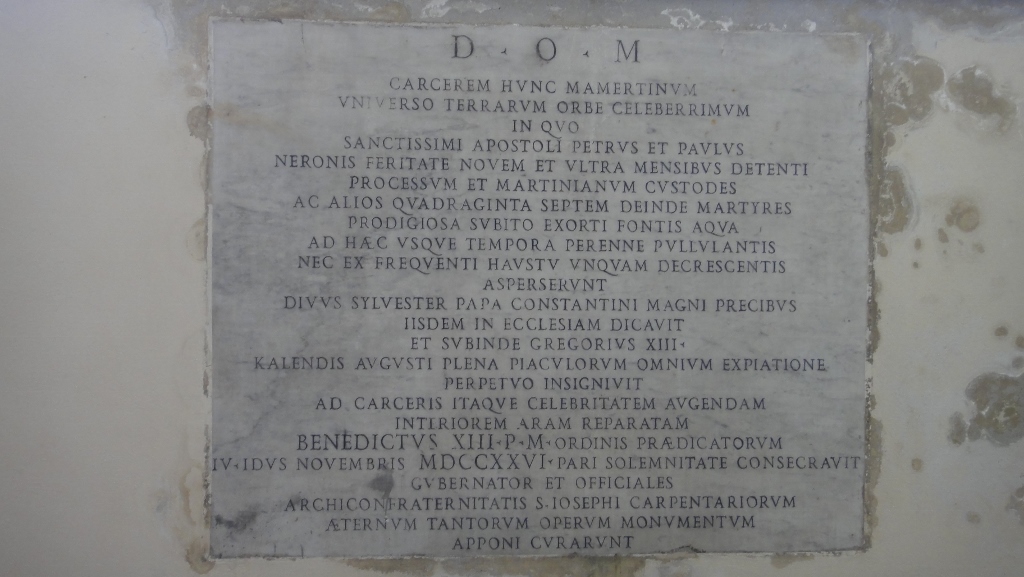 D · O · M
CARCEREM HVNC MAMERTINVM
VNIVERSO TERRARVM ORBE CELEBERRIMVM
IN QVO
SANCTISSIMI APOSTOLI PETRVS ET PAVLVS
NERONIS FERITATE NOVEM ET VLTRA MENSIBVS DETENTI
PROCESSVM ET MARTINIANVM CVSTODES
AC ALIOS QVADRAGINTA SEPTEM DEINDE MARTYRES
PRODIGIOSA SVBITO EXORTI FONTIS AQVA
AD HÆC VSQVE TEMPORA PERENNE PVLLVLANTIS
NEC EX FREQVENTI HAVSTV VNQVAM DECRESCENTIS
ASPERSERVNT
DIVVS SYLVESTER PAPA CONSTANTINI MAGNI PRECIBVS
IISDEM IN ECCLESIAM DICAVIT
ET SVBINDE GREGORIVS XIII·
KALENDIS AVGVSTI PLENA PIACVLORVM OMNIVM EXPIATIONE
PERPETVO INSIGNIVIT
AD CARCERIS ITAQVE CELEBRITATEM AVGENDAM
INTERIOREM ARAM REPARATAM
BENEDICTVS XIII·P·M·ORDINIS PRÆDICATORVM
IV·IDVS NOVEMBRIS MDCCXXVI·PARI SOLEMNITATE CONSECRAVIT
GVBERNATOR ET OFFICIALES
ARCHICONFRATERNITATIS S·IOSEPHI CARPENTARIORVM
ÆTERNVM TANTORVM OPERVM MONVMENTVM
APPONI CVRARVNT